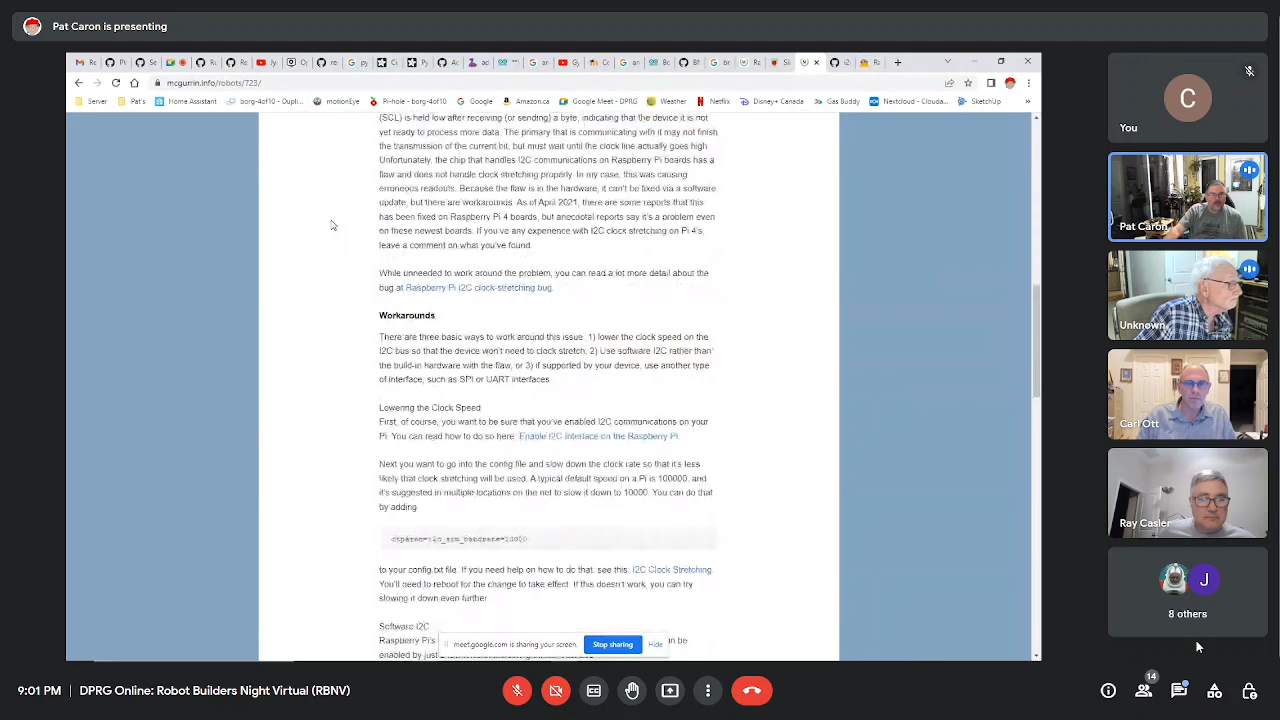 Pat Caron is presenting
mcgurrin.info/robots/723/
Server
Pat's
Home Assistant
borg-4of10 - Dupli...
motionEye
Pi-hole - borg-4of10
Google
Amazon.ca
Google Meet - DPRG
Weather
Netflix
Disney+ Canada
Gas Buddy
Nextcloud - Clouda...
SketchUp
»
(SCL) is held low after receiving (or sending) a byte, indicating that the device it is not
yet ready to process more data. The primary that is communicating with it may not finish
the transmission of the current bit, but must wait until the clock line actually goes high.
Unfortunately, the chip that handles I2C communications on Raspberry Pi boards has a
flaw and does not handle clock stretching properly. In my case, this was causing
erroneous readouts. Because the flaw is in the hardware, it can't be fixed via a software
update, but there are workarounds. As of April 2021, there are some reports that this
has been fixed on Raspberry Pi 4 boards, but anecdotal reports say it's a problem even
on these newest boards. If you've any experience with I2C clock stretching on Pi 4's,
leave a comment on what you've found.
While unneeded to work around the problem, you can read a lot more detail about the
bug at Raspberry Pi I2C clock-stretching bug.
Workarounds
There are three basic ways to work around this issue: 1) lower the clock speed on the
I2C bus so that the device won't need to clock stretch, 2) Use software I2C rather than
the build-in hardware with the flaw, or 3) if supported by your device, use another type
of interface, such as SPI or UART interfaces.
Lowering the Clock Speed
First, of course, you want to be sure that you've enabled I2C communications on your
Pi. You can read how to do so here: Enable I2C Interface on the Raspberry Pi.
Next you want to go into the config file and slow down the clock rate so that it's less
likely that clock stretching will be used. A typical default speed on a Pi is 100000, and
it's suggested in multiple locations on the net to slow it down to 10000. You can do that
by adding
dtparam=i2c_arm_baudrate=10000
to your config.txt file. If you need help on how to do that, see this: I2C Clock Stretching.
You'll need to reboot for the change to take effect. If this doesn't work, you can try
slowing it down even further.
Software I2C
Raspberry Pi's
n be
enabled by just
meet.google.com is sharing your screen.
Stop sharing
Hide
C
You
Pat Caron
Unknown
Carl Ott
Ray Casler
J
8 others
9:01 PM
DPRG Online: Robot Builders Night Virtual (RBNV)
14